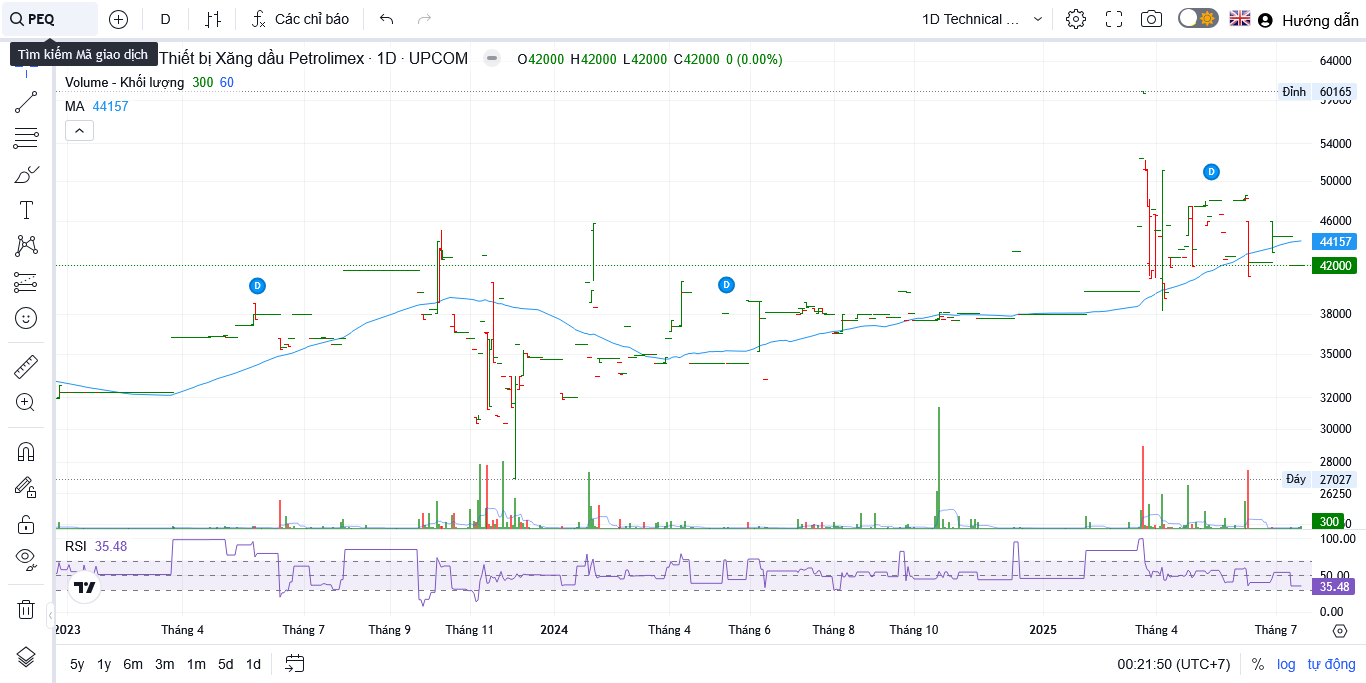 PEQ
D
Các chỉ báo
1D Technical ...
Hướng dẫn
Tìm kiếm Mã giao dịch
Thiết bị Xăng dầu Petrolimex · 1D · UPCOM
O42000 H42000 L42000 C42000 0 (0.00%)
Volume - Khối lượng 300 60
MA 44157
64000
Đỉnh 60165
54000
50000
46000
44157
42000
38000
35000
32000
30000
28000
Đáy 27027
26250
300
D
D
D
RSI 35.48
100.00
50.00
35.48
0.00
2023
Tháng 4
Tháng 7
Tháng 9
Tháng 11
2024
Tháng 4
Tháng 6
Tháng 8
Tháng 10
2025
Tháng 4
Tháng 7
5y 1y 6m 3m 1m 5d 1d
00:21:50 (UTC+7)
% log tự động